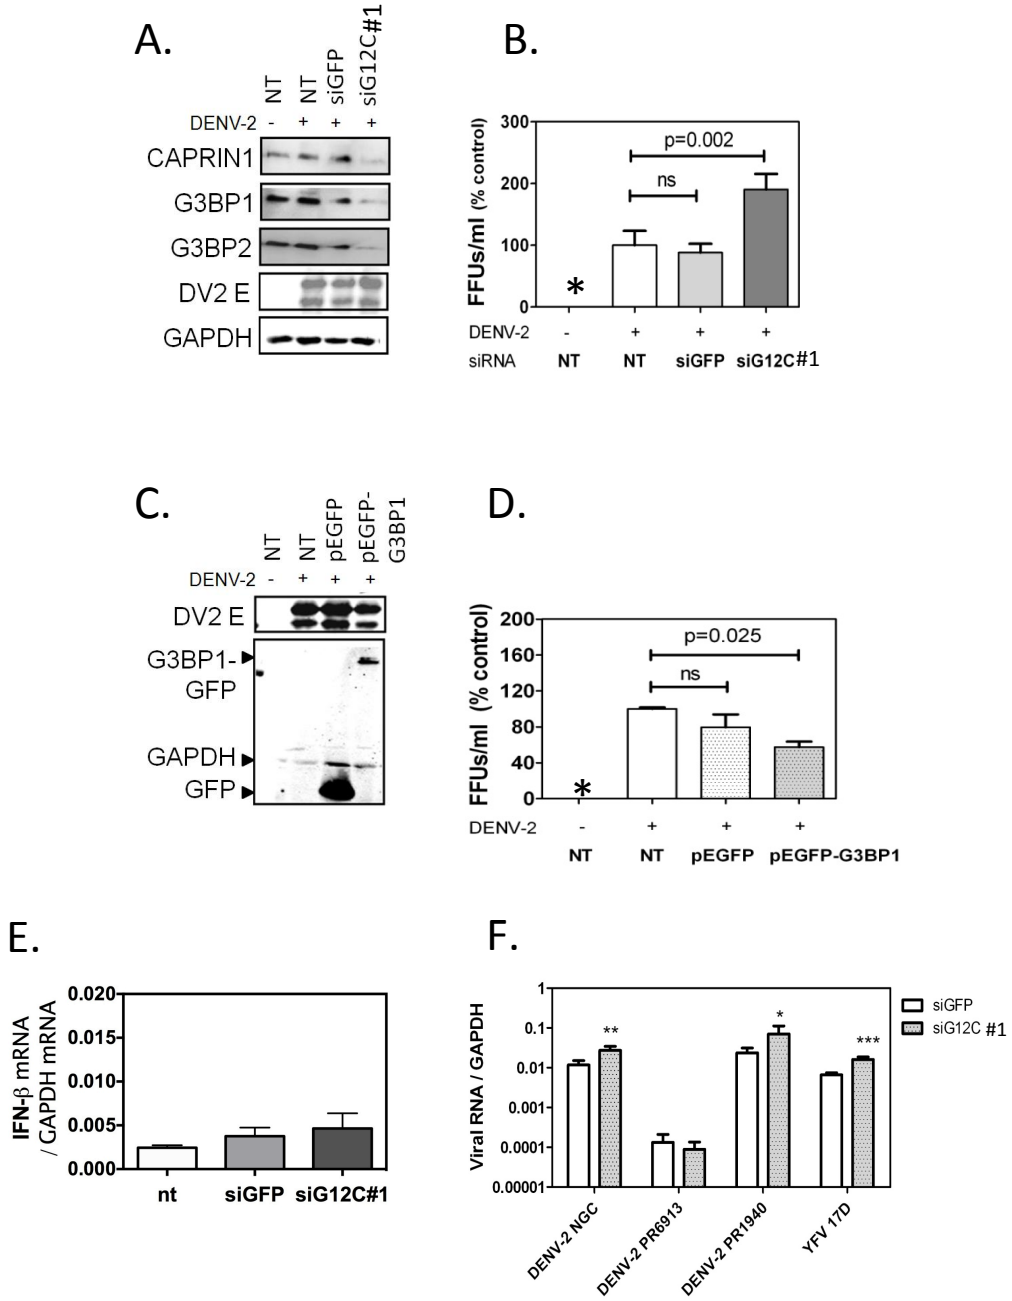 A.
NT
NT
siGFP
siG12C#1
DENV-2 - + + +
CAPRIN1
G3BP1
G3BP2
DV2 E
GAPDH
B.
FFUs/ml (% control)
300
200
100
0
p=0.002
ns
*
DENV-2 - + + +
siRNA NT NT siGFP siG12C#1
C.
NT
NT
pEGFP
pEGFP-
G3BP1
DENV-2 - + + +
DV2 E
G3BP1-
GFP
GAPDH
GFP
D.
FFUs/ml (% control)
200
160
120
80
40
0
p=0.025
ns
*
DENV-2 - + + +
NT NT pEGFP pEGFP-G3BP1
E.
IFN-β mRNA
/ GAPDH mRNA
0.020
0.015
0.010
0.005
0.000
nt siGFP siG12C#1
F.
Viral RNA / GAPDH
1
0.1
0.01
0.001
0.0001
0.00001
**
*
***
siGFP
siG12C #1
DENV-2 NGC
DENV-2 PR6913
DENV-2 PR1940
YFV 17D